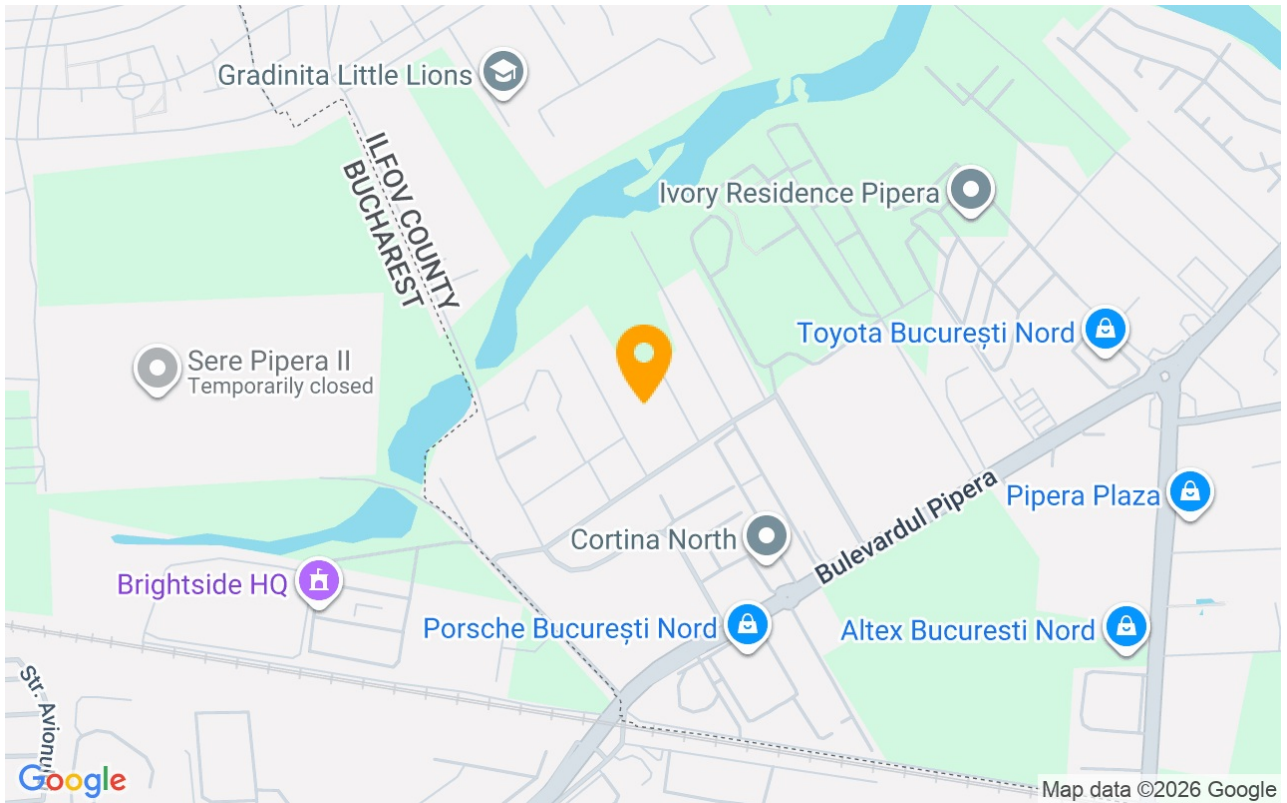 Gradinita Little Lions
ILFOV COUNTY
BUCHAREST
Ivory Residence Pipera
Toyota București Nord
Sere Pipera II
Temporarily closed
Bulevardul Pipera
Pipera Plaza
Cortina North
Brightside HQ
Porsche București Nord
Altex Bucuresti Nord
Str.
Google
Map data ©2026 Google